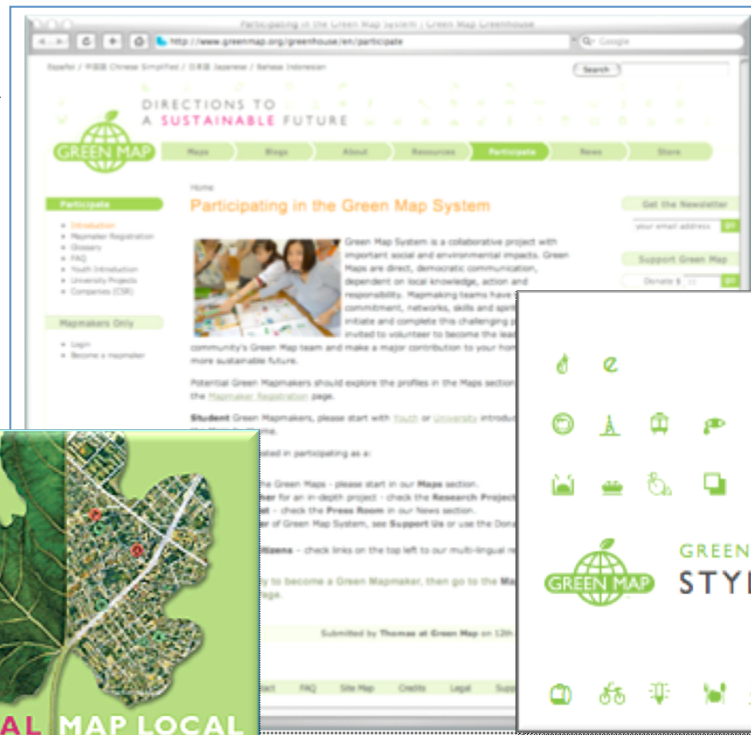 Participating in the Green Map System | Green Map Greenhouse
http://www.greenmap.org/greenhouse/en/participate
Google
Español / 中国语 Chinese Simplified / 日本語 Japanese / Bahasa Indonesian
Search
DIRECTIONS TO
A SUSTAINABLE FUTURE
GREEN MAP
Maps
Blogs
About
Resources
Participate
News
Store
Home
Participate
Introduction
Mapmaker Registration
Glossary
FAQ
Youth Introduction
University Projects
Companies (CSR)
Mapmakers Only
Login
Become a mapmaker
Participating in the Green Map System
Green Map System is a collaborative project with
important social and environmental impacts. Green
Maps are direct, democratic communication,
dependent on local knowledge, action and
responsibility. Mapmaking teams have
commitment, networks, skills and
initiate and complete this challenging
invited to volunteer to become the
community's Green Map team and make a major contribution to your
more sustainable future.
Potential Green Mapmakers should explore the profiles in the Maps section
the Mapmaker Registration page.
Student Green Mapmakers, please start with Youth or University
in participating as a:
the Green Maps - please start in our Maps section.
for an in-depth project - check the Research
- check the Press Room in our News section.
of Green Map System, see Support Us or use the
- check links on the top left to our multi-lingual
to become a Green Mapmaker, then go to the
Submitted by Thomas at Green Map on 12th
FAQ
Site Map
Credits
Legal
Get the Newsletter
your email address
Support Green Map
Donate $
GREEN MAP
GREEN
MAP LOCAL